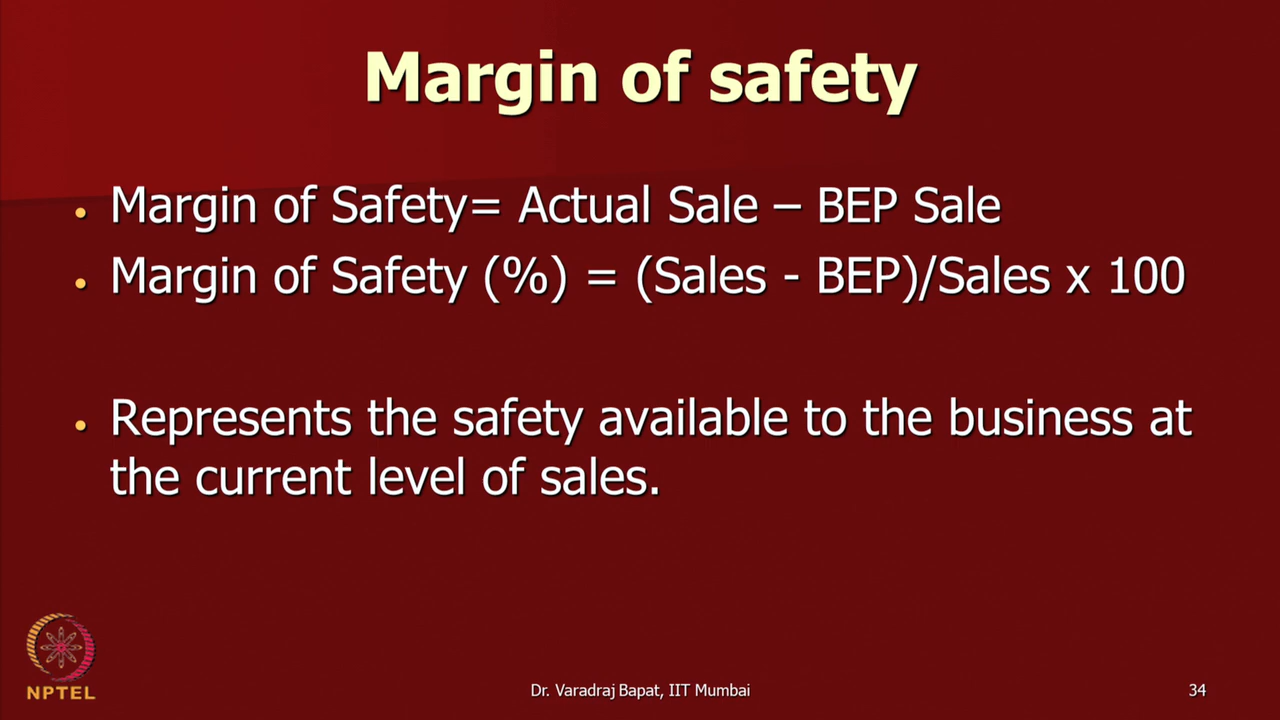 Margin of safety
• Margin of Safety= Actual Sale – BEP Sale
• Margin of Safety (%) = (Sales - BEP)/Sales x 100
• Represents the safety available to the business at
the current level of sales.
NPTEL
Dr. Varadraj Bapat, IIT Mumbai
34